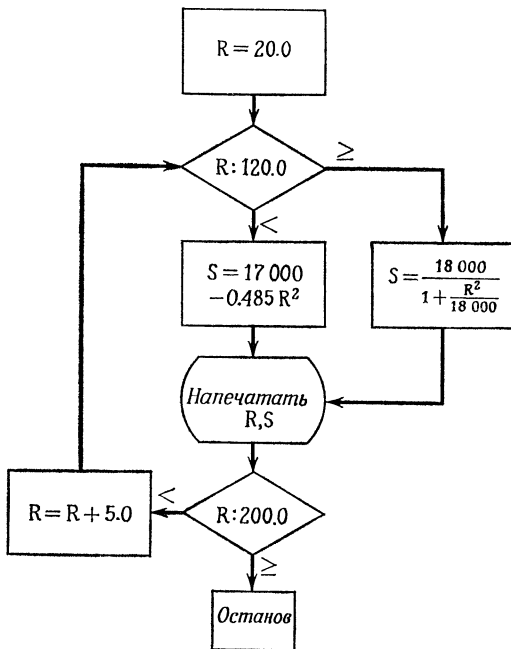 R = 20.0
R : 120.0
≥
<
S = 17 000
−0.485 R²
S = 18 000
1 + R²
18 000
Напечатать
R,S
R : 200.0
<
R = R + 5.0
≥
Останов